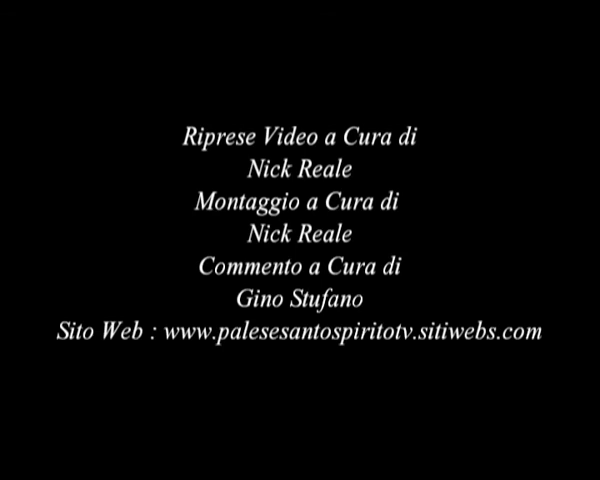 Riprese Video a Cura di
Nick Reale
Montaggio a Cura di
Nick Reale
Commento a Cura di
Gino Stufano
Sito Web : www.palesesantospiritotv.sitiwebs.com